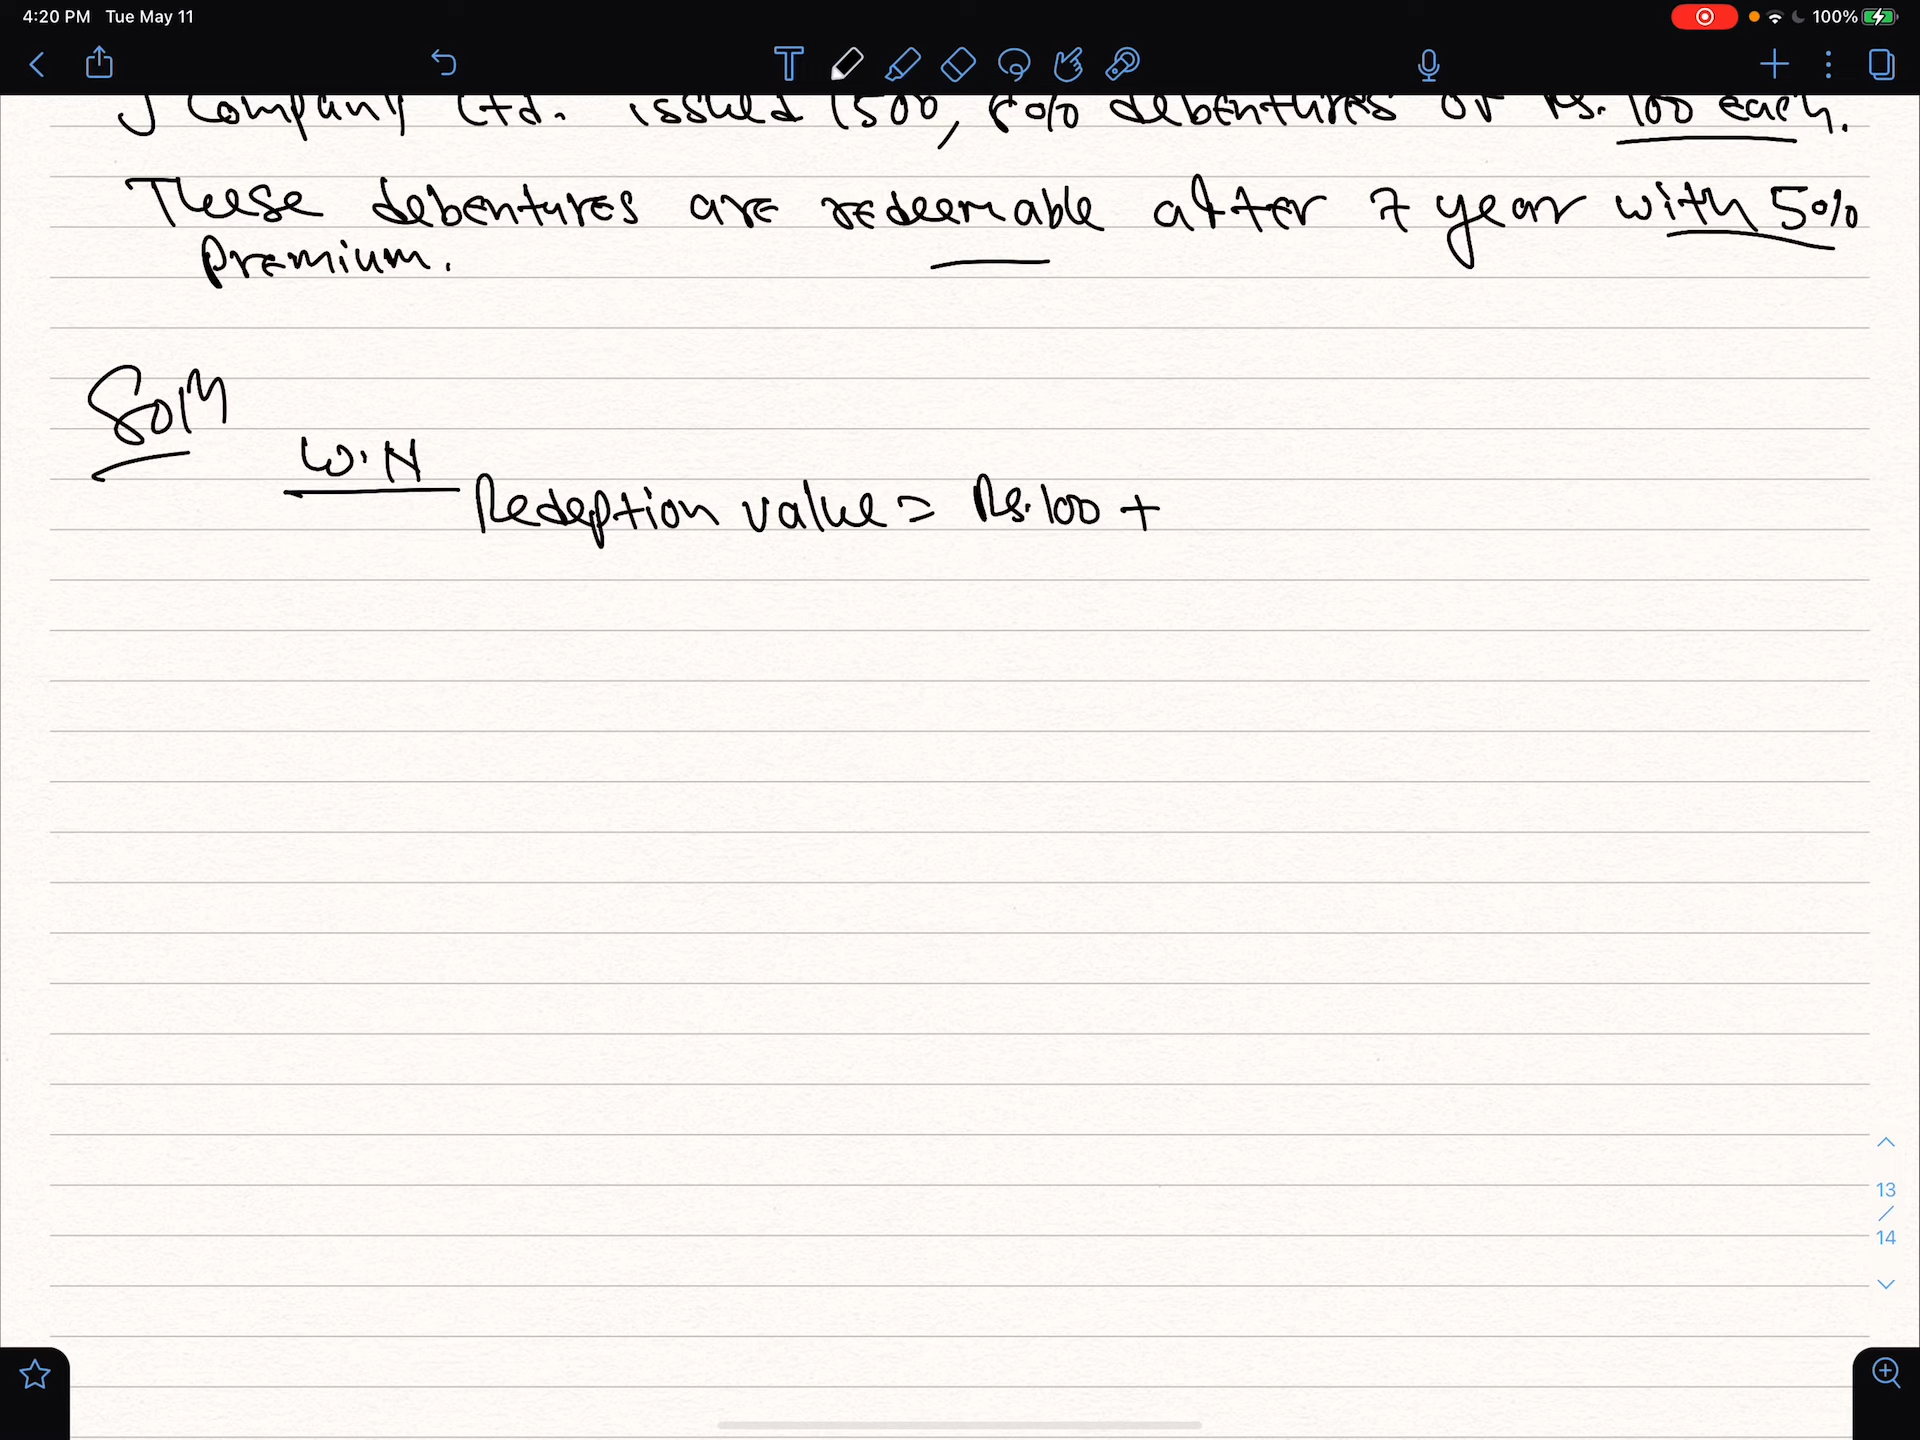 4:20 PM Tue May 11
100%
J Company Ltd. issued 1500, 8% debentures of Rs. 100 each.
These debentures are redeemable after 7 year with 5%
premium.
Soln
W.N
Redeption value = Rs. 100 +
13
/
14